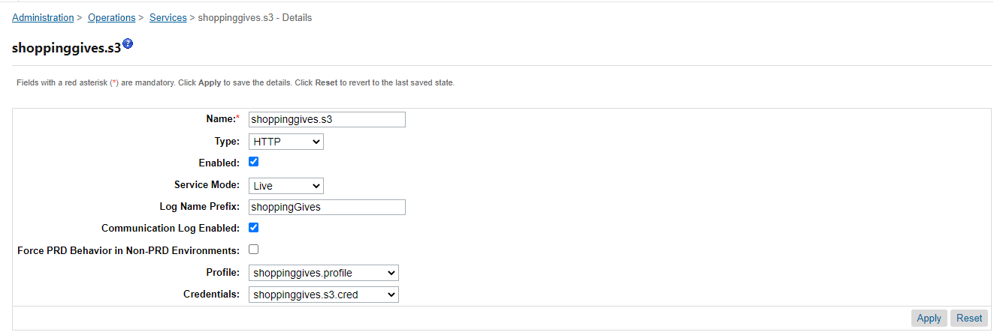 Administration > Operations > Services > shoppinggives.s3 - Details
shoppinggives.s3 ?
Fields with a red asterisk (*) are mandatory. Click Apply to save the details. Click Reset to revert to the last saved state.
Name:* shoppinggives.s3
Type: HTTP
Enabled:
Service Mode: Live
Log Name Prefix: shoppingGives
Communication Log Enabled:
Force PRD Behavior in Non-PRD Environments:
Profile: shoppinggives.profile
Credentials: shoppinggives.s3.cred
Apply Reset